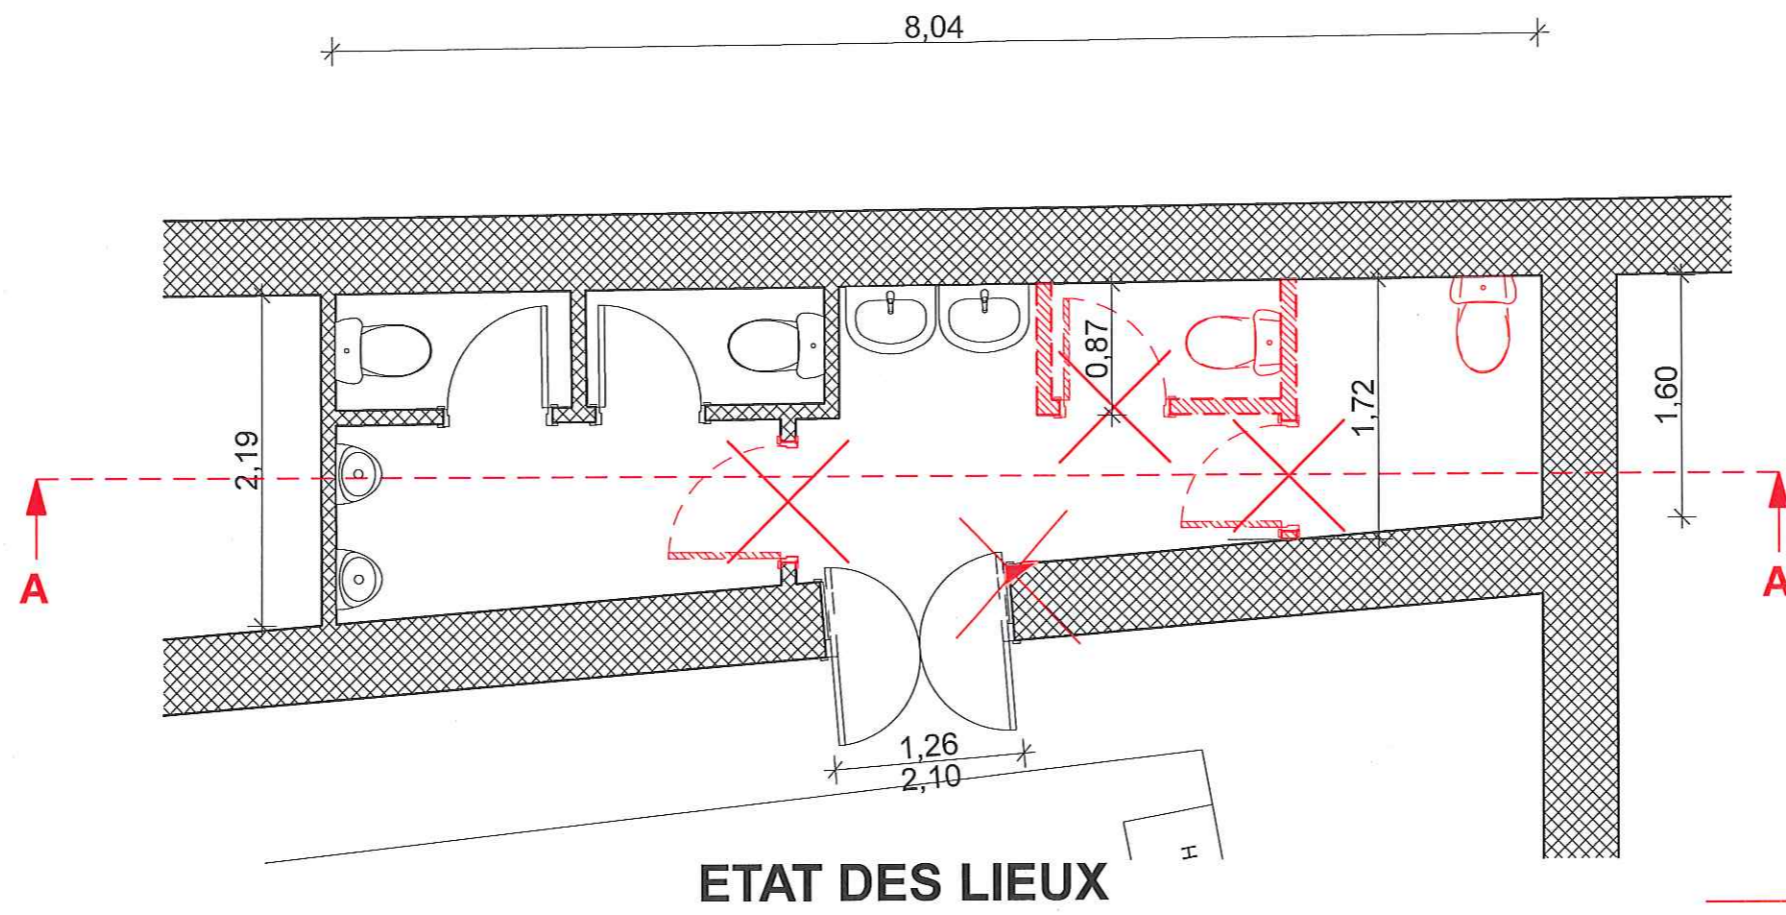 8,04
0,87
1,72
1,60
2,19
A
A
1,26
2,10
H
ETAT DES LIEUX